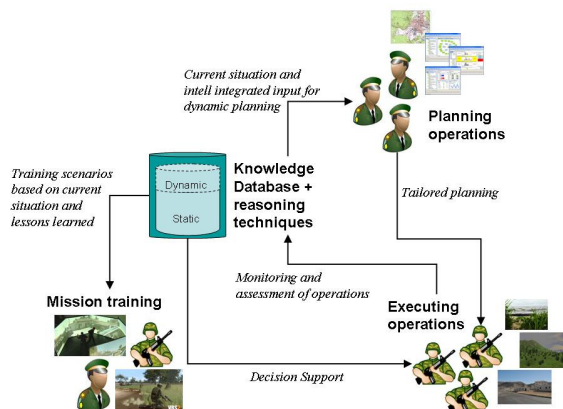 Current situation and
intell integrated input for
dynamic planning
Planning
operations
Training scenarios
based on current
situation and
lessons learned
Dynamic
Static
Knowledge
Database +
reasoning
techniques
Tailored planning
Monitoring and
assessment of operations
Mission training
Executing
operations
Decision Support